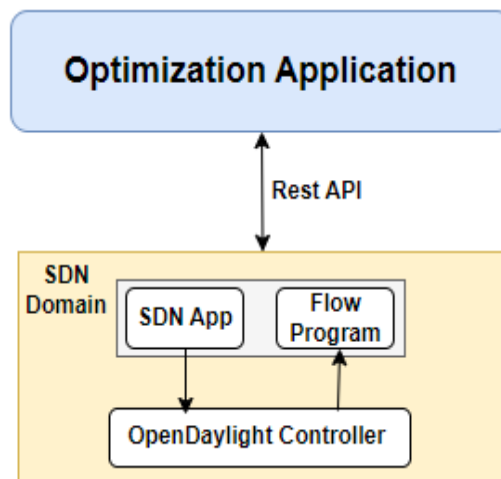 Optimization Application
Rest API
SDN
Domain
SDN App
Flow
Program
OpenDaylight Controller